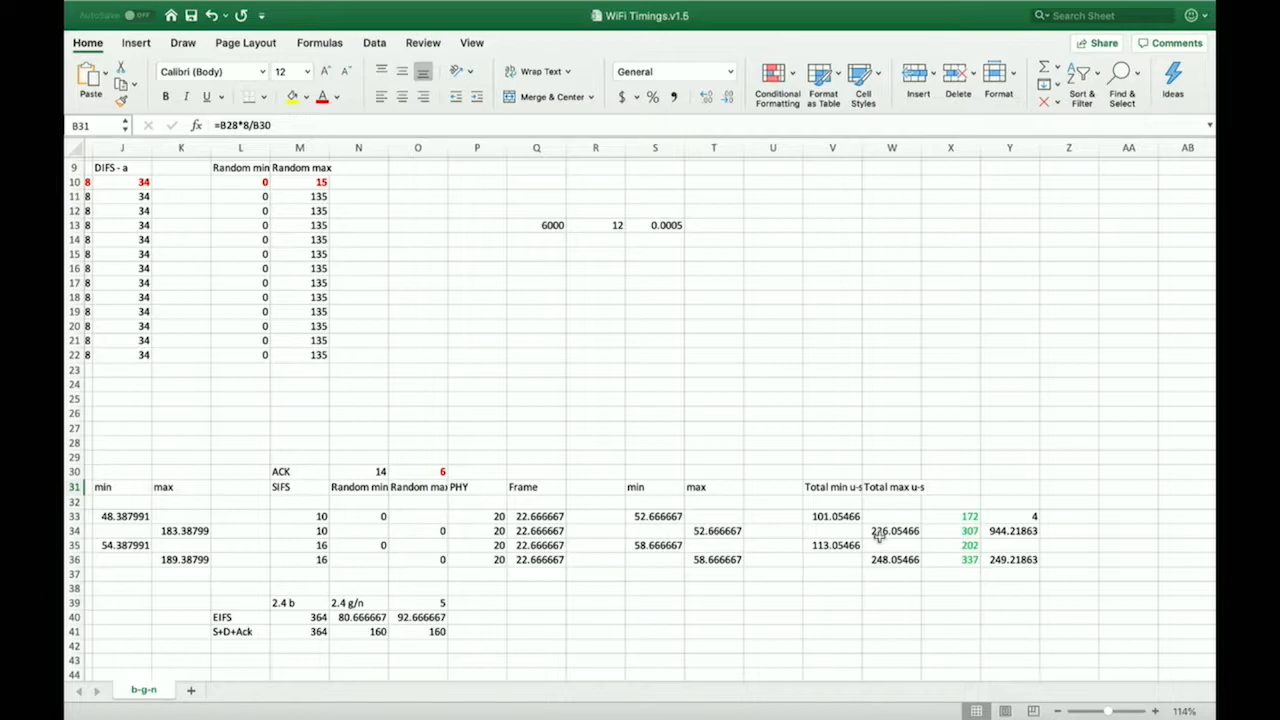 AutoSave OFF WiFi Timings.v1.5 Search Sheet
Home Insert Draw Page Layout Formulas Data Review View Share Comments
Paste Calibri (Body) 12 A A Wrap Text General Conditional Formatting Format as Table Cell Styles Insert Delete Format Sort & Filter Find & Select Ideas
B I U A Merge & Center $ % ,
B31 fx =B28*8/B30
J K L M N O P Q R S T U V W X Y Z AA AB
9 DIFS - a Random min Random max
10 8 34 0 15
11 8 34 0 135
12 8 34 0 135
13 8 34 0 135 6000 12 0.0005
14 8 34 0 135
15 8 34 0 135
16 8 34 0 135
17 8 34 0 135
18 8 34 0 135
19 8 34 0 135
20 8 34 0 135
21 8 34 0 135
22 8 34 0 135
23
24
25
26
27
28
29
30 ACK 14 6
31 min max SIFS Random min Random max PHY Frame min max Total min u-s Total max u-s
32
33 48.387991 10 0 20 22.666667 52.666667 101.05466 172 4
34 183.38799 10 0 20 22.666667 52.666667 307 944.21863
35 54.387991 16 0 20 22.666667 58.666667 113.05466 202
36 189.38799 16 0 20 22.666667 58.666667 248.05466 337 249.21863
37
38
39 2.4 b 2.4 g/n 5
40 EIFS 364 80.666667 92.666667
41 S+D+Ack 364 160 160
42
43
44
b-g-n +
114%